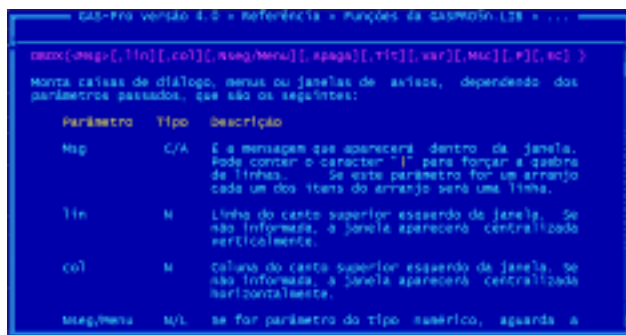 GAS-Pro versão 4.0 » Referência » Funções da GASPROSn.LIB » ...
DBOX(<Msg>[,lin][,col][,Nseg/Menu][,Apaga][,Tit][,Var][,Msc][,P][,RC] )
Monta caixas de diálogo, menus ou janelas de avisos, dependendo dos
parâmetros passados, que são os seguintes:
Parâmetro Tipo Descrição
Msg C/A É a mensagem que aparecerá dentro da janela.
Pode conter o caracter "|" para forçar a quebra
de linhas. Se este parâmetro for um arranjo
cada um dos itens do arranjo será uma linha.
lin N Linha do canto superior esquerdo da janela. Se
não informada, a janela aparecerá centralizada
verticalmente.
col N Coluna do canto superior esquerdo da janela. Se
não informada, a janela aparecerá centralizada
horizontalmente.
Nseg/Menu N/L Se for parâmetro do tipo numérico, aguarda a